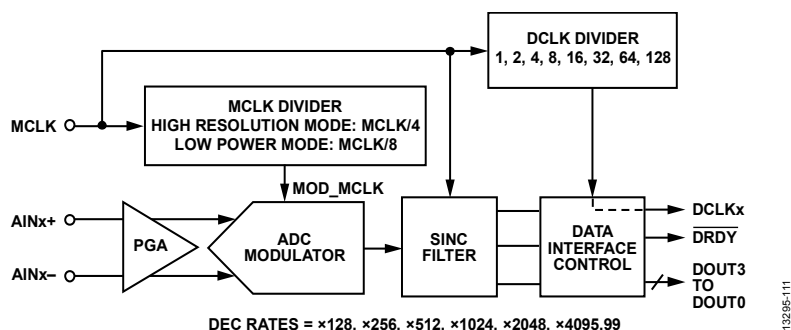 DCLK DIVIDER
1, 2, 4, 8, 16, 32, 64, 128
MCLK
MCLK DIVIDER
HIGH RESOLUTION MODE: MCLK/4
LOW POWER MODE: MCLK/8
MOD_MCLK
AINx+
AINx–
PGA
ADC
MODULATOR
SINC
FILTER
DATA
INTERFACE
CONTROL
DCLKx
DRDY
DOUT3
TO
DOUT0
DEC RATES = ×128, ×256, ×512, ×1024, ×2048, ×4095.99
13295-111